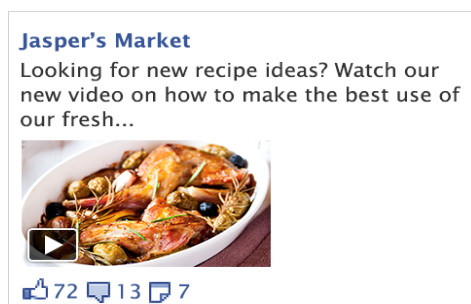 Jasper's Market
Looking for new recipe ideas? Watch our
new video on how to make the best use of
our fresh...
72 13 7